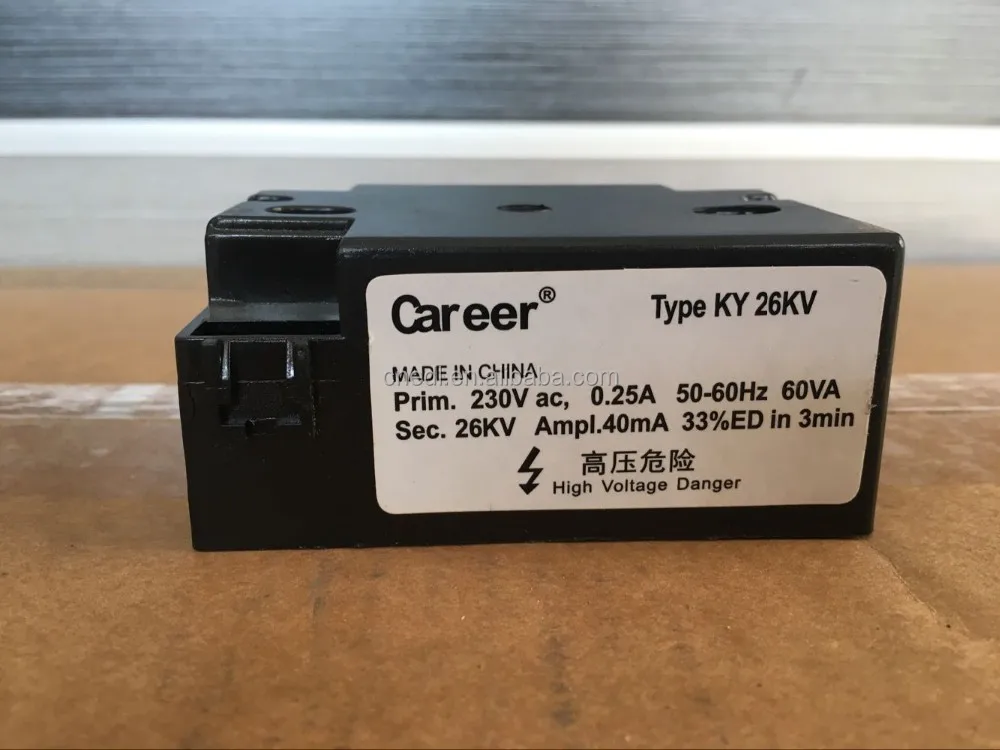 Career® Type KY 26KV
MADE IN CHINA
Prim. 230V ac, 0.25A 50-60Hz 60VA
Sec. 26KV Ampl.40mA 33%ED in 3min
高压危险
High Voltage Danger